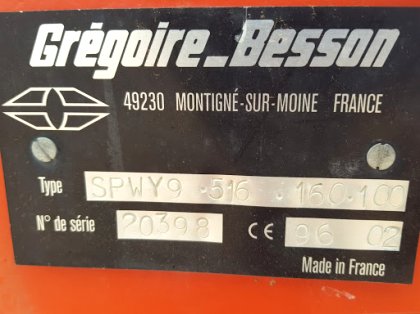 Grégoire_Besson
49230 MONTIGNÉ-SUR-MOINE FRANCE
Type SPWY9 ·516 .160·100
N° de série 20398 CE 96 02
Made in France